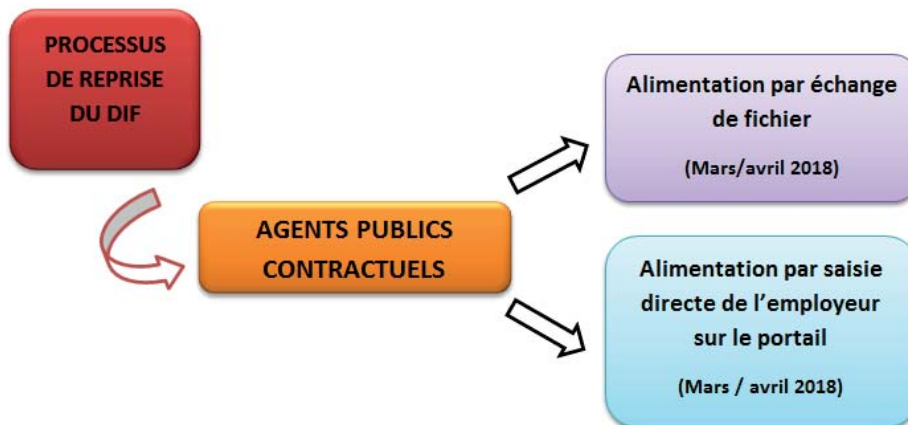 PROCESSUS
DE REPRISE
DU DIF
AGENTS PUBLICS
CONTRACTUELS
Alimentation par échange
de fichier
(Mars/avril 2018)
Alimentation par saisie
directe de l’employeur
sur le portail
(Mars / avril 2018)